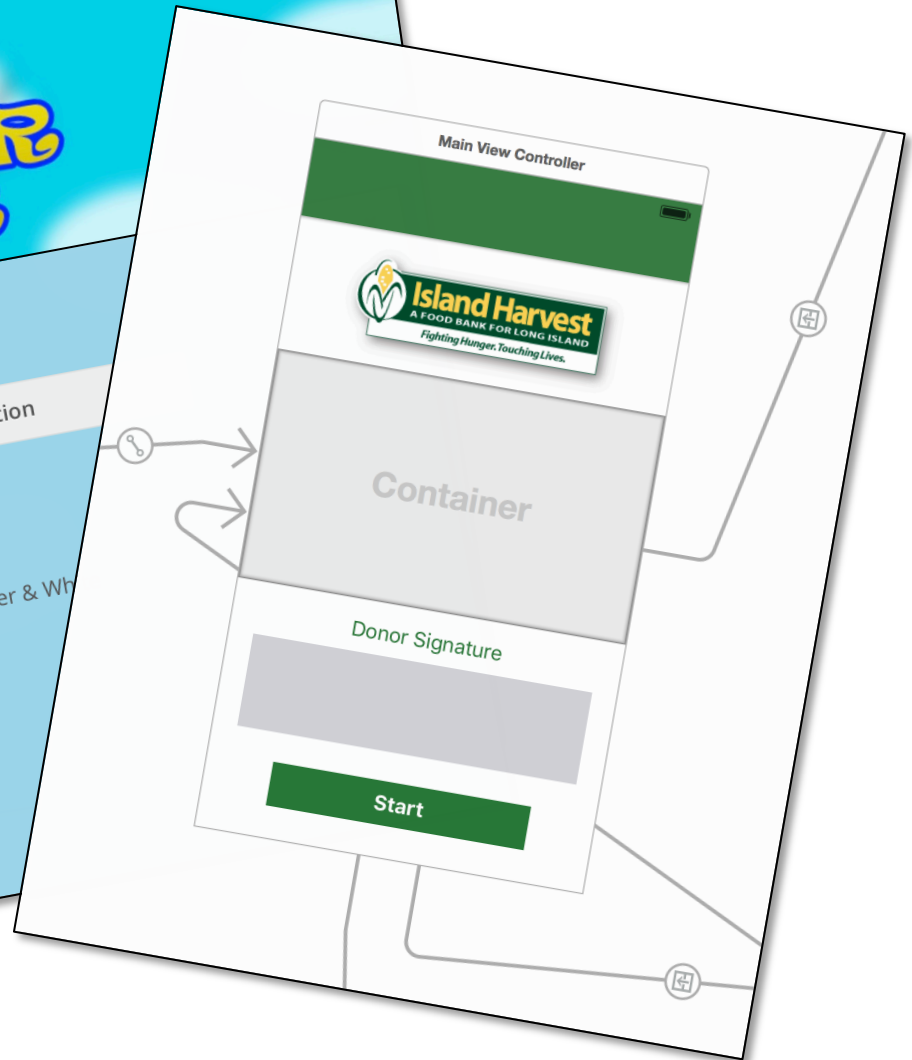 R
Main View Controller
Island Harvest
A FOOD BANK FOR LONG ISLAND
Fighting Hunger. Touching Lives.
tion
Container
er & Wh
Donor Signature
Start